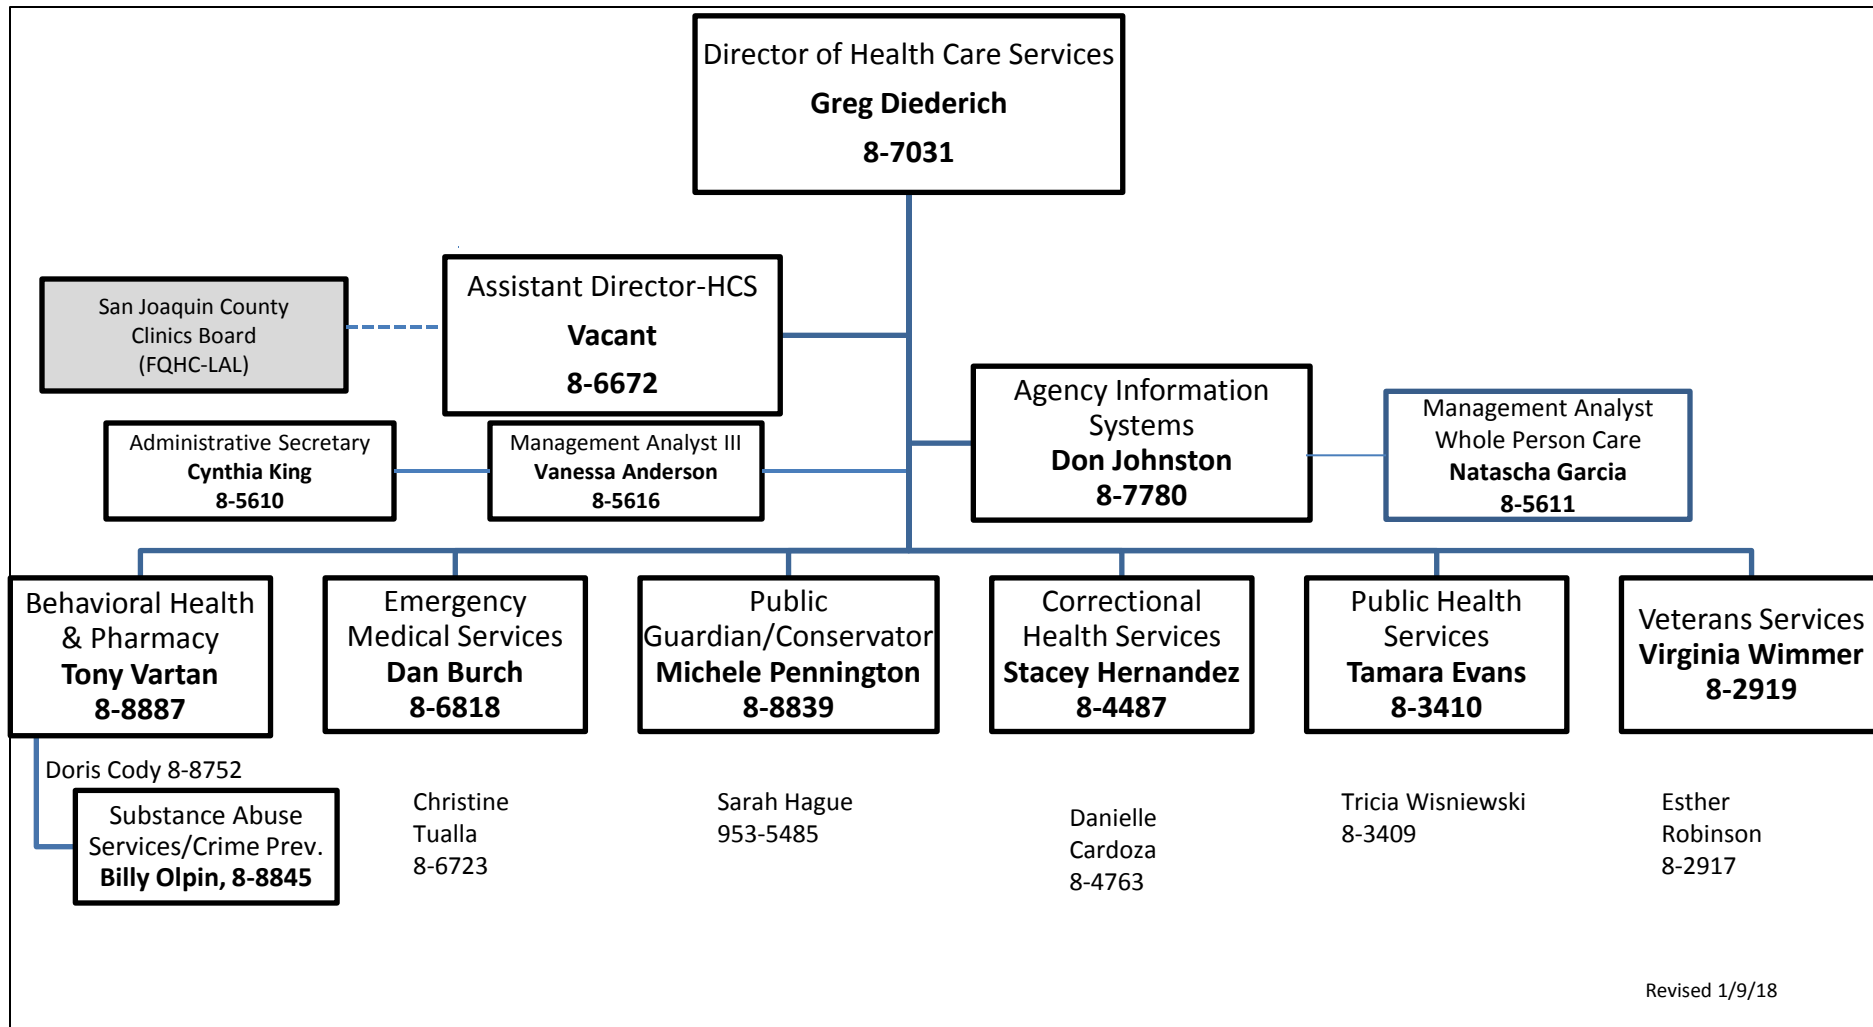 Director of Health Care Services
Greg Diederich
8-7031
San Joaquin County
Clinics Board
(FQHC-LAL)
Assistant Director-HCS
Vacant
8-6672
Agency Information
Systems
Don Johnston
8-7780
Management Analyst
Whole Person Care
Natascha Garcia
8-5611
Administrative Secretary
Cynthia King
8-5610
Management Analyst III
Vanessa Anderson
8-5616
Behavioral Health
& Pharmacy
Tony Vartan
8-8887
Emergency
Medical Services
Dan Burch
8-6818
Public
Guardian/Conservator
Michele Pennington
8-8839
Correctional
Health Services
Stacey Hernandez
8-4487
Public Health
Services
Tamara Evans
8-3410
Veterans Services
Virginia Wimmer
8-2919
Doris Cody 8-8752
Substance Abuse
Services/Crime Prev.
Billy Olpin, 8-8845
Christine
Tualla
8-6723
Sarah Hague
953-5485
Danielle
Cardoza
8-4763
Tricia Wisniewski
8-3409
Esther
Robinson
8-2917
Revised 1/9/18